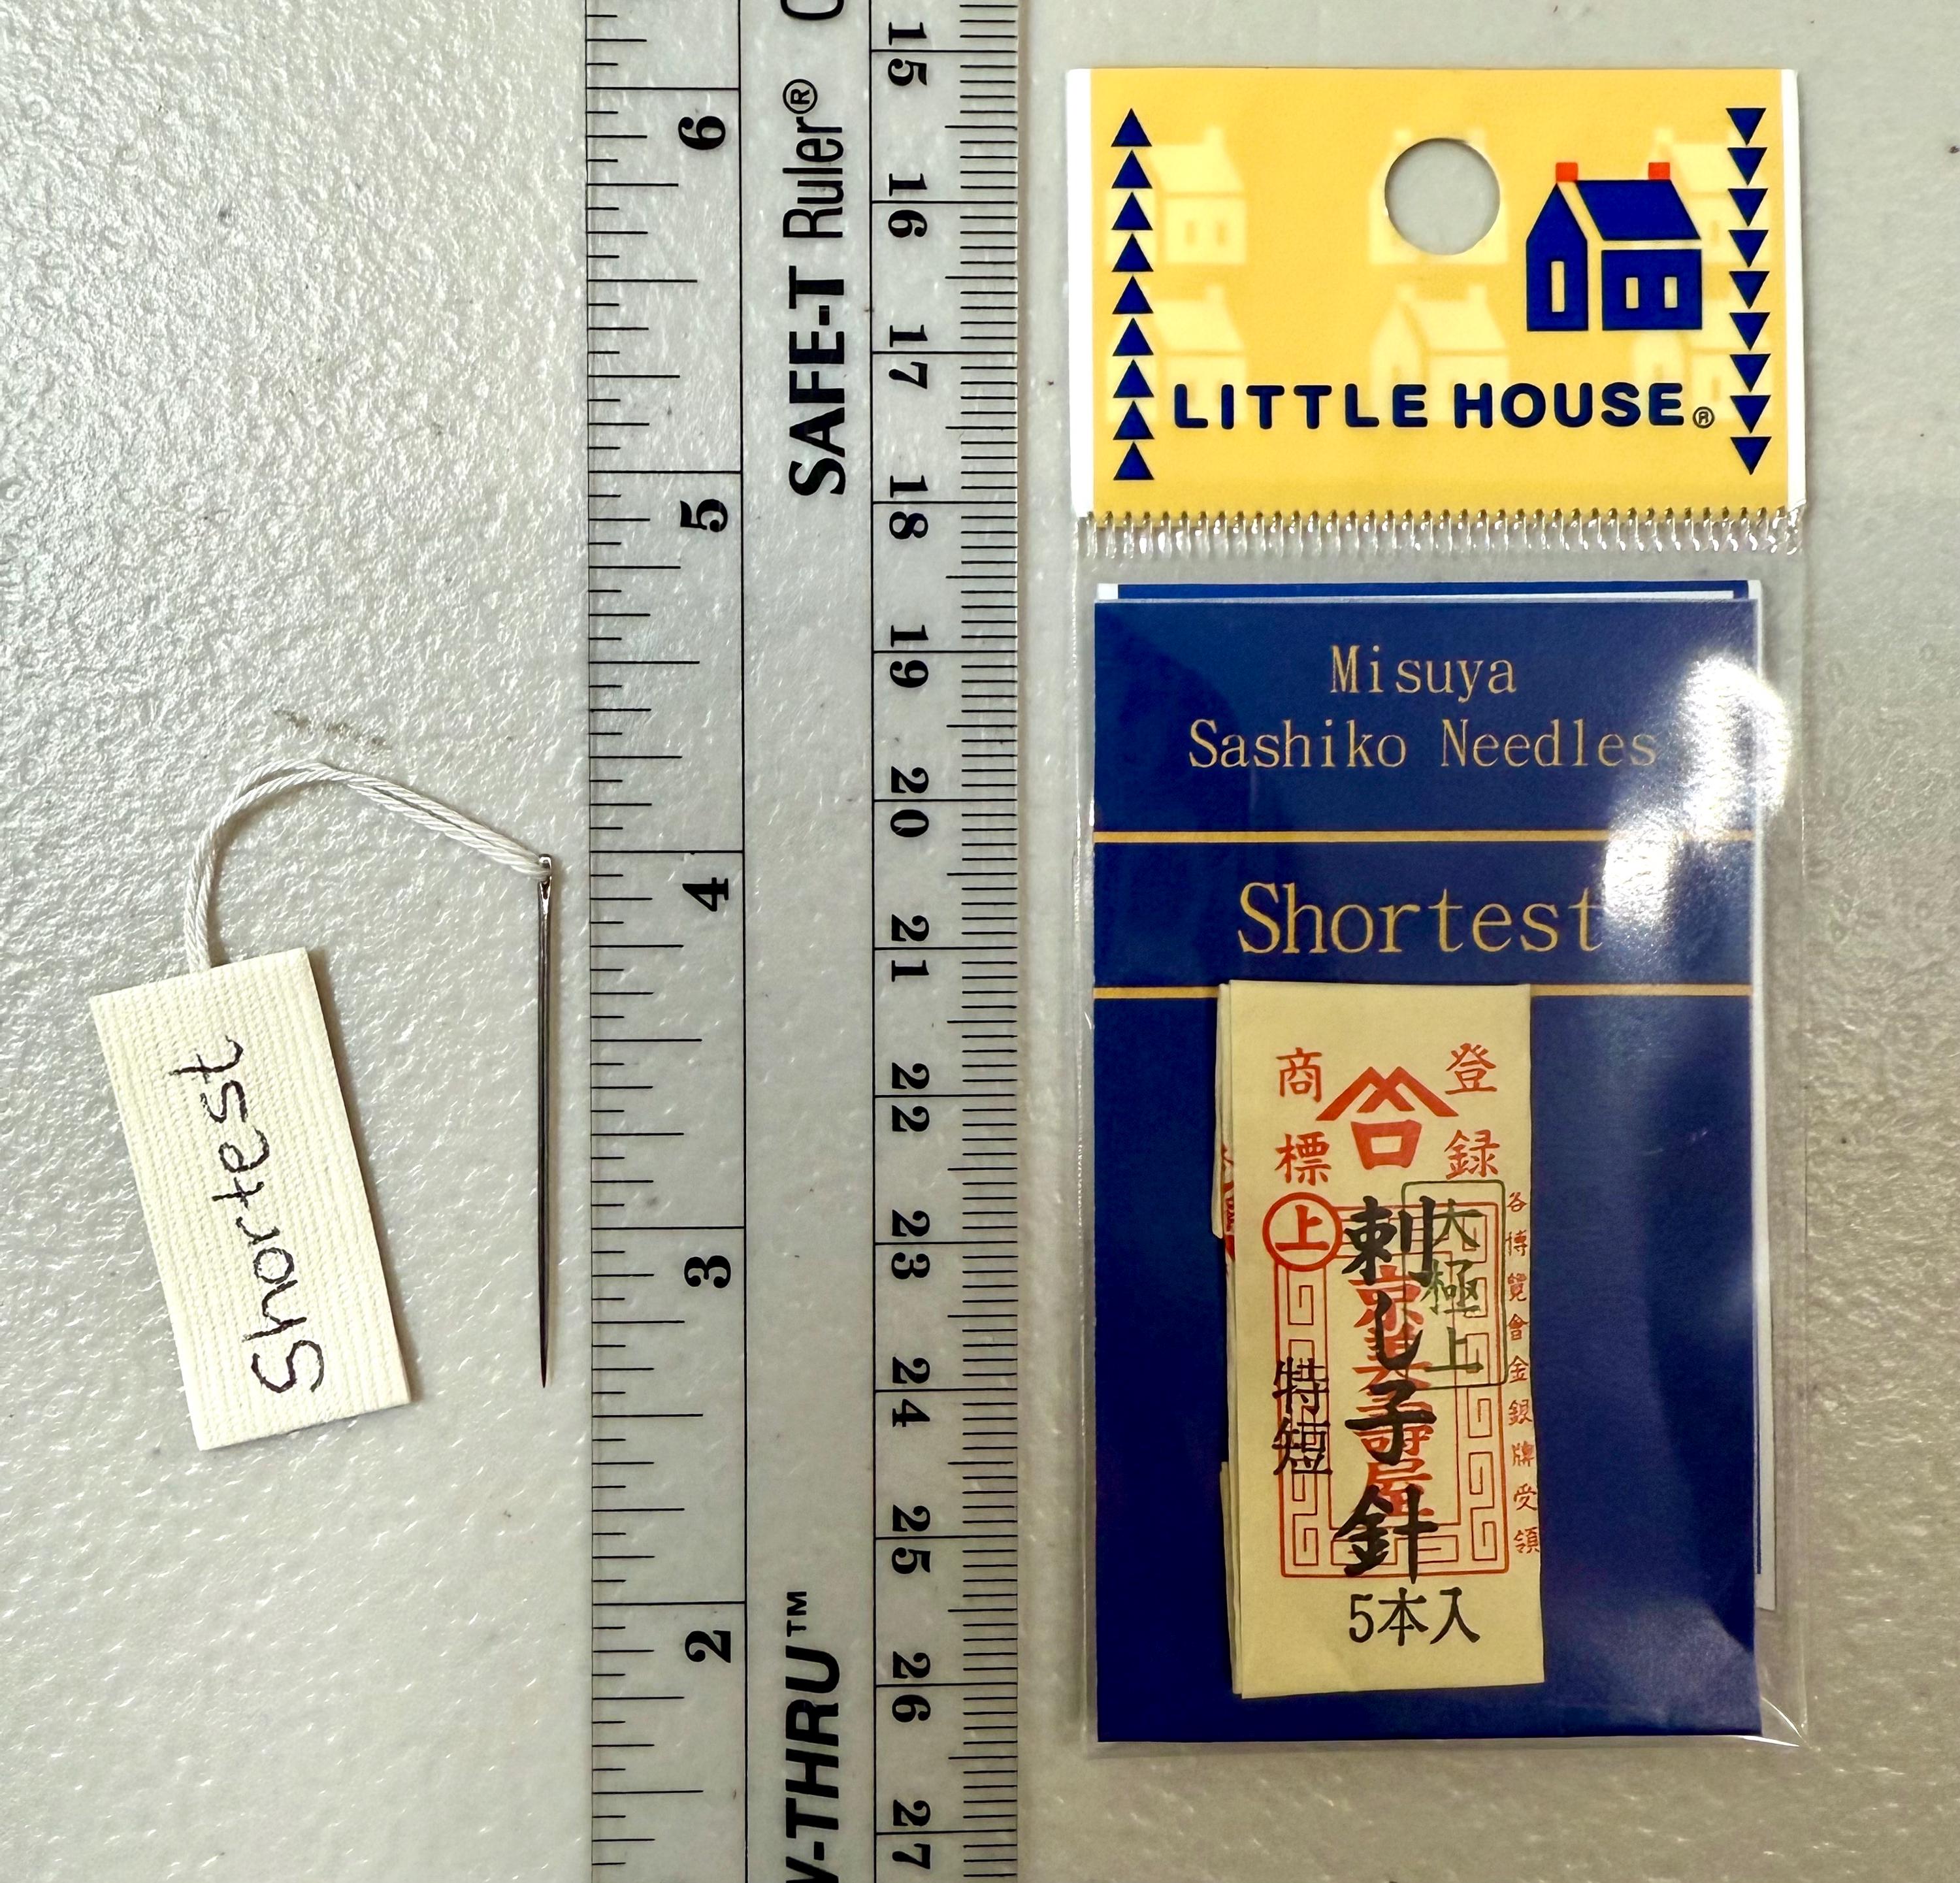 Shortest
6
5
4
3
2
SAFE-T Ruler®
V-THRU™
15
16
17
18
19
20
21
22
23
24
25
26
27
LITTLE HOUSE®
Misuya
Sashiko Needles
Shortest
登録
商標
上
大極上
刺し子針
特短
各博覧會金銀牌受領
5本入